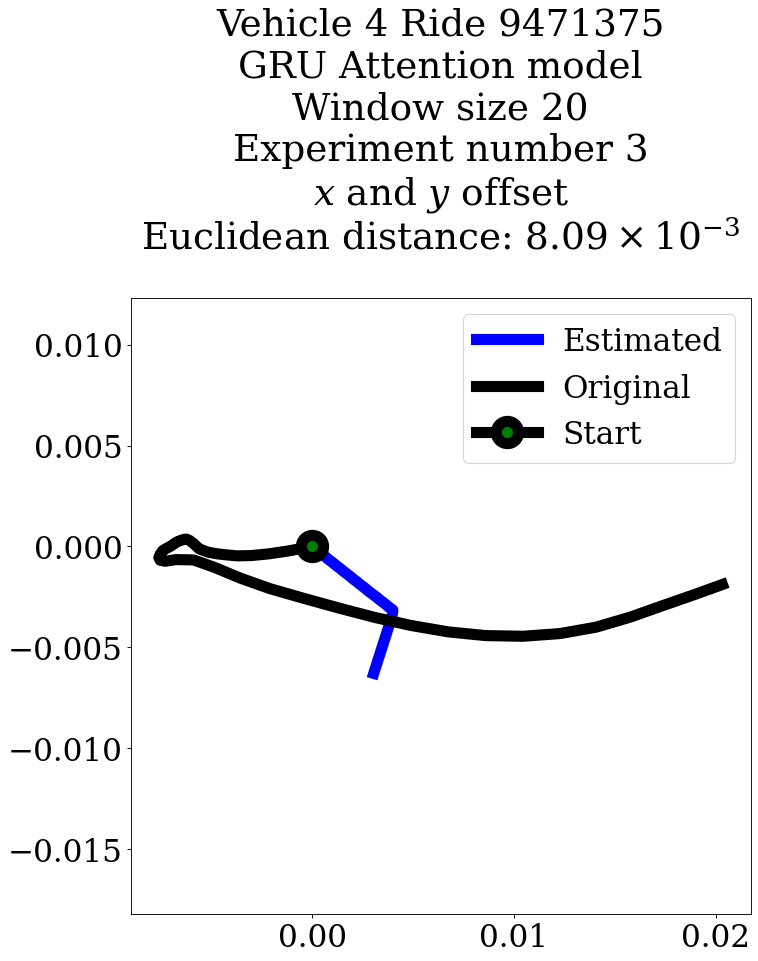 Vehicle 4 Ride 9471375
GRU Attention model
Window size 20
Experiment number 3
x and y offset
Euclidean distance: 8.09 × 10⁻³
Estimated
Original
Start
0.010
0.005
0.000
−0.005
−0.010
−0.015
0.00 0.01 0.02